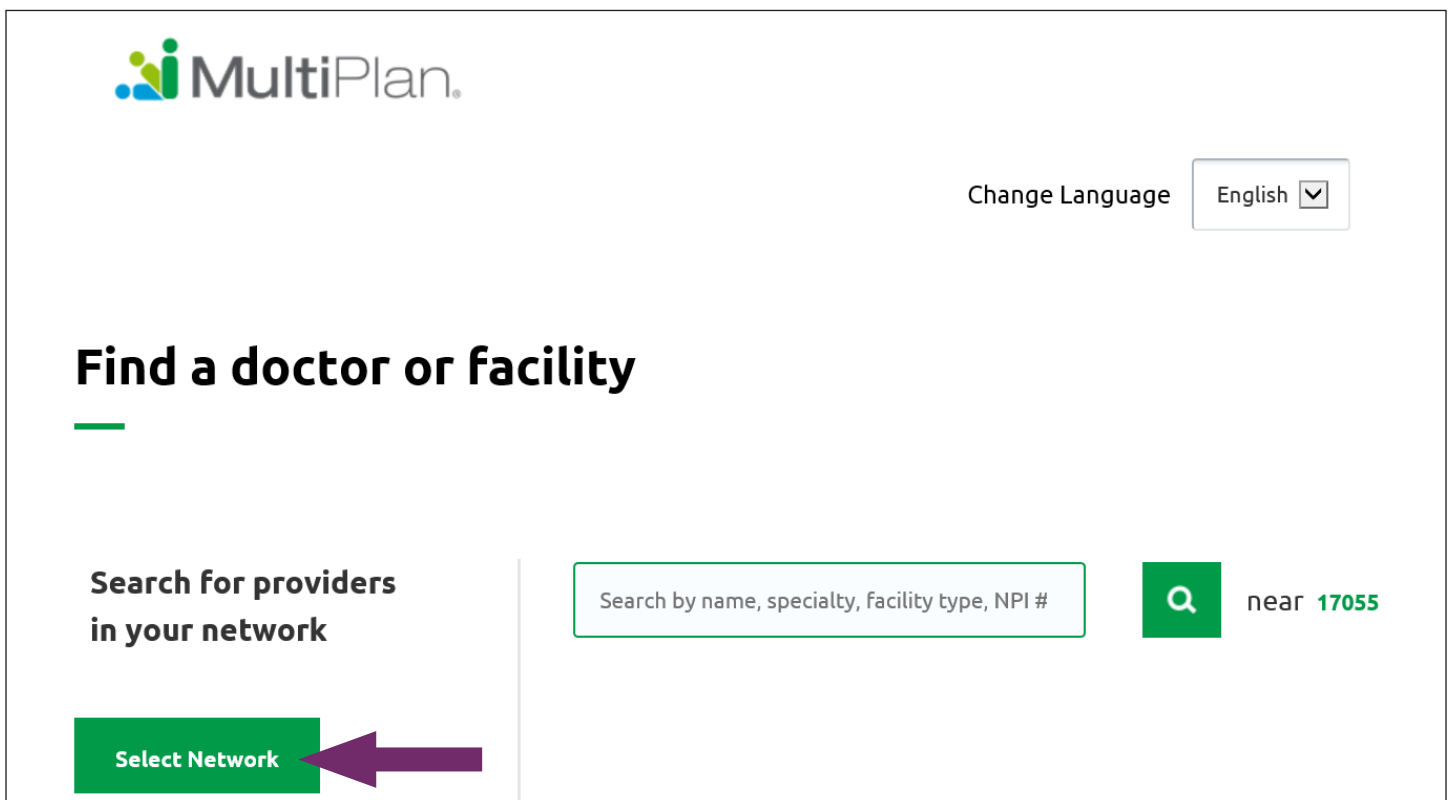 MultiPlan®
Change Language English
Find a doctor or facility
Search for providers
in your network
Search by name, specialty, facility type, NPI #
near 17055
Select Network